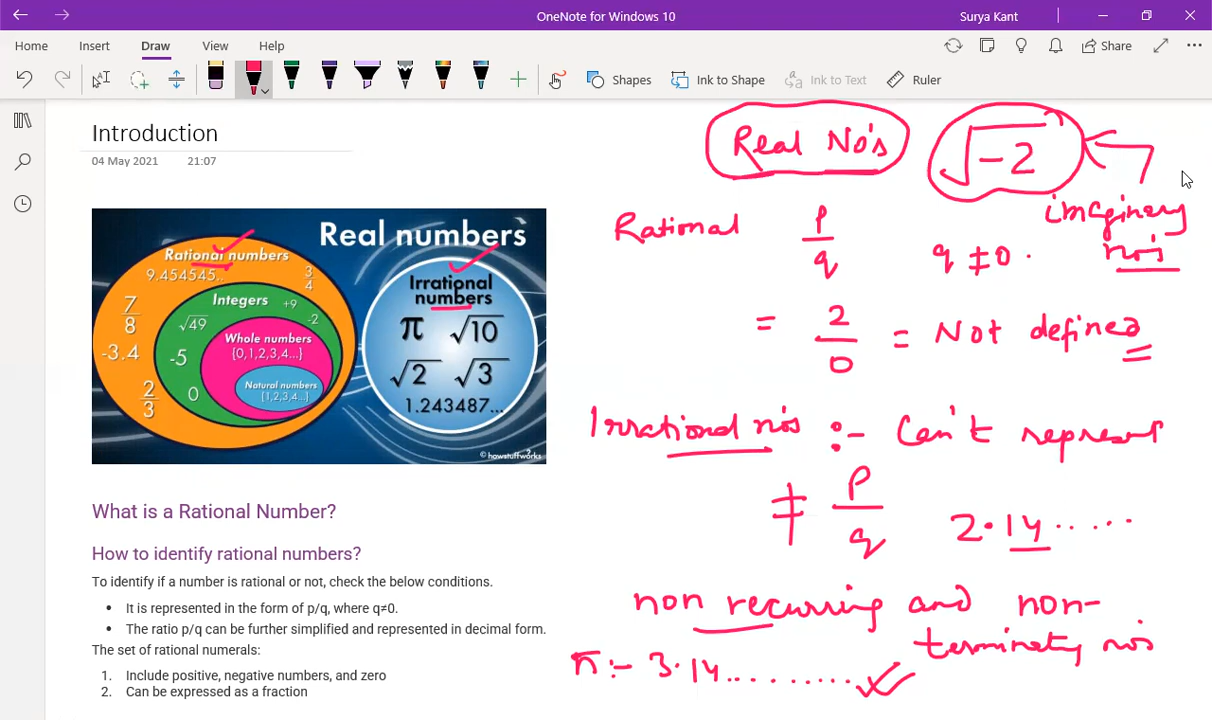 OneNote for Windows 10
Surya Kant
Home
Insert
Draw
View
Help
Share
Shapes
Ink to Shape
Ink to Text
Ruler
Introduction
04 May 2021 21:07
Real numbers
Rational numbers
9.454545..
3/4
7/8
-3.4
2/3
Integers
+9
√49
-2
-5
0
Whole numbers
{0,1,2,3,4...}
Natural numbers
{1,2,3,4...}
Irrational
numbers
π √10
√2 √3
1.243487...
© howstuffworks
What is a Rational Number?
How to identify rational numbers?
To identify if a number is rational or not, check the below conditions.
• It is represented in the form of p/q, where q≠0.
• The ratio p/q can be further simplified and represented in decimal form.
The set of rational numerals:
1. Include positive, negative numbers, and zero
2. Can be expressed as a fraction
Real No's √-2
imaginary
no's
Rational p/q q ≠ 0.
= 2/0 = Not defined
Irrational no's :- Can't represent
≠ p/q 2.14......
non recurring and non-
terminaty no's
π :- 3.14...........